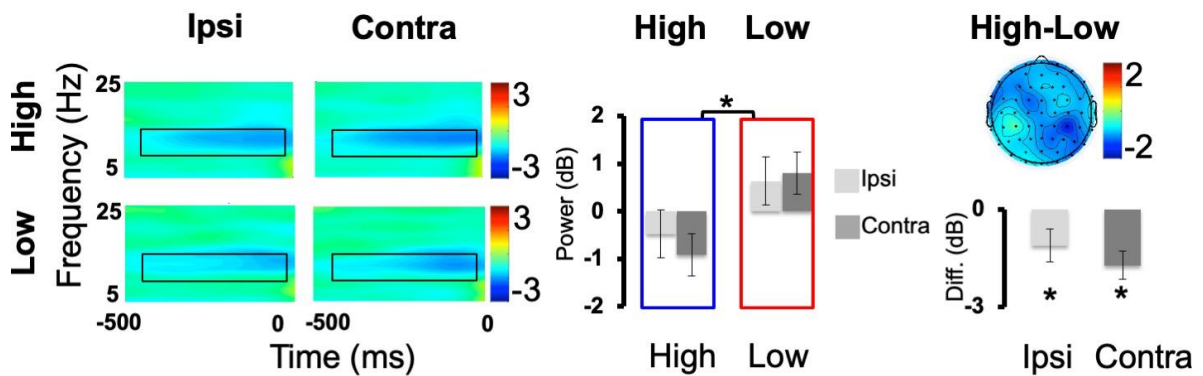 Ipsi Contra High Low High-Low
High
Low
Frequency (Hz)
25
5
25
5
3
-3
3
-3
-500 0 -500 0
Time (ms)
*
Power (dB)
2
1
0
-1
-2
High Low
Ipsi
Contra
2
-2
Diff. (dB)
0
-3
* *
Ipsi Contra